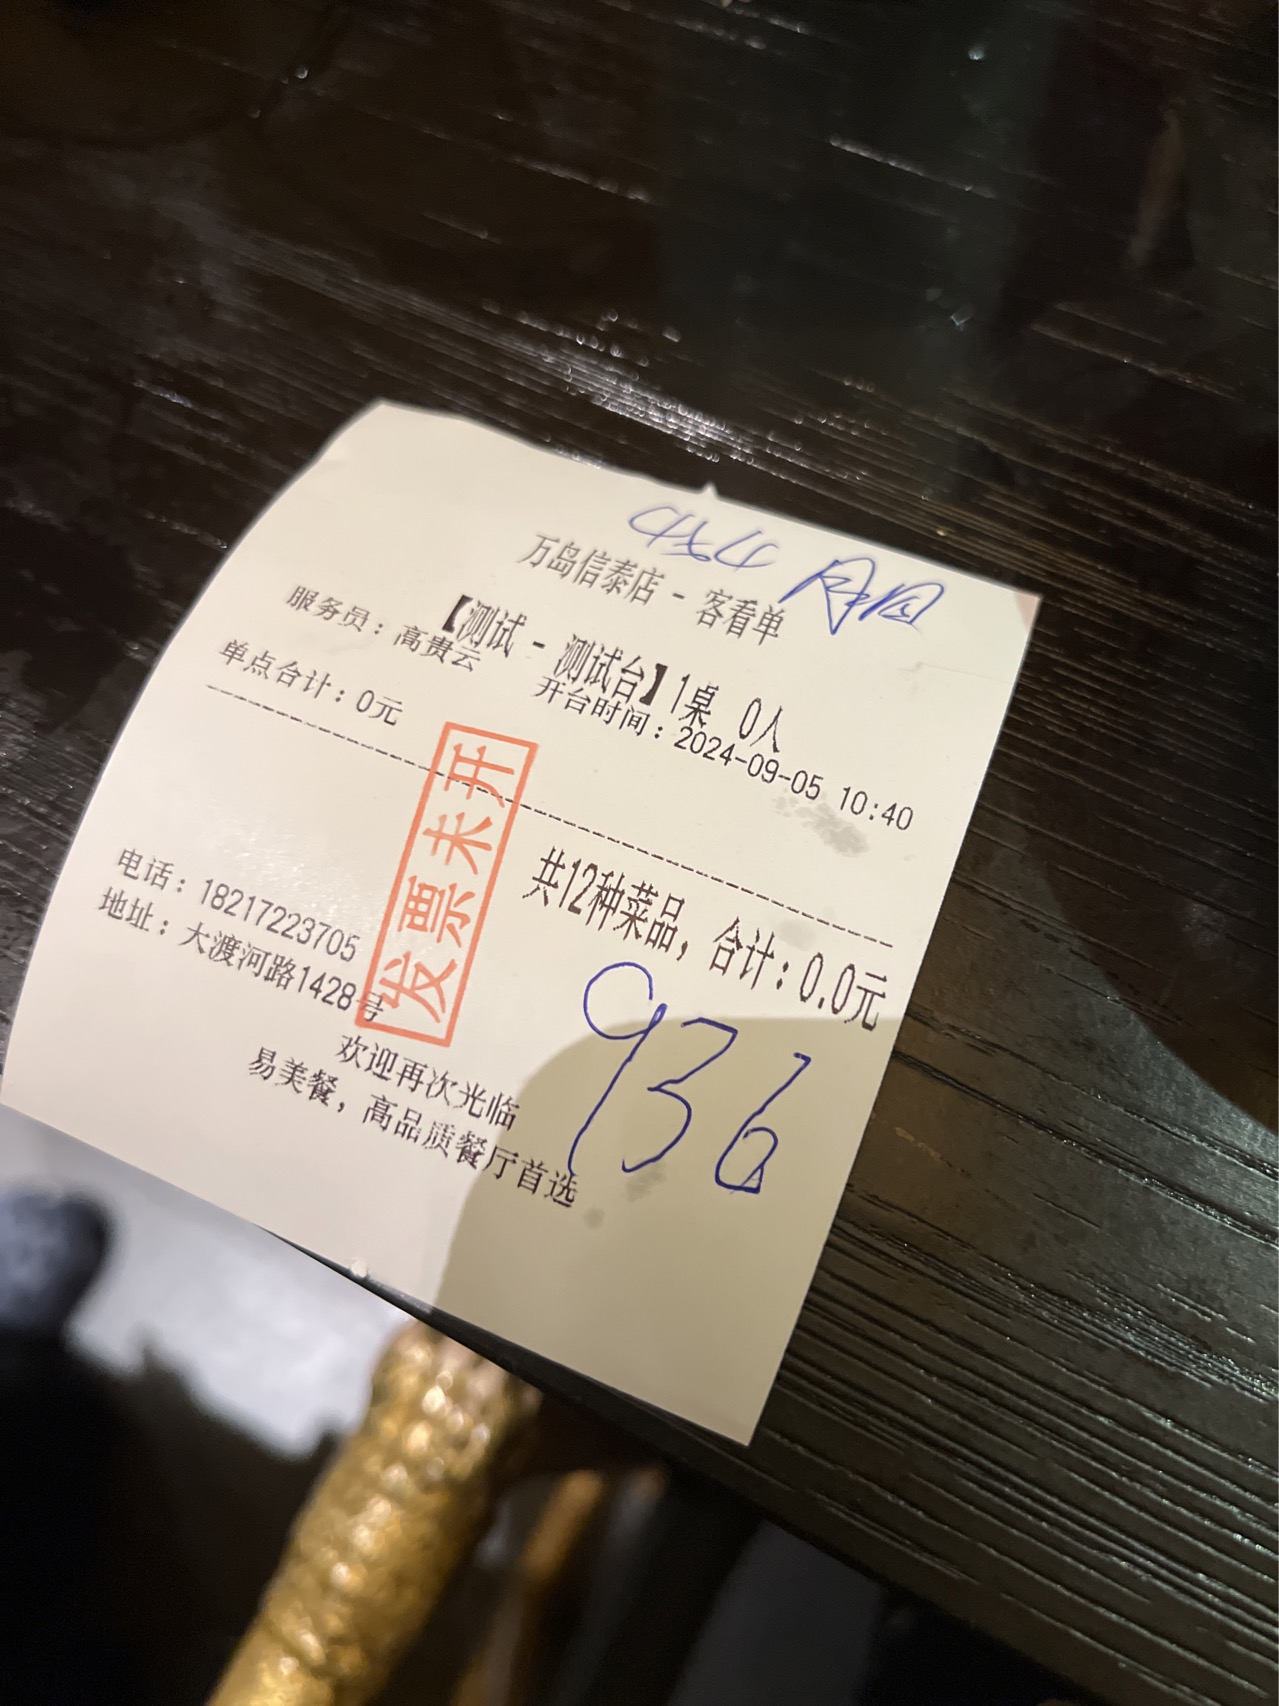 万岛信泰店 - 客看单
【测试 - 测试台】1桌 0人
服务员：高贵云 开台时间：2024-09-05 10:40
单点合计：0元
共12种菜品，合计：0.0元
发票未开
936
电话：18217223705
地址：大渡河路1428号
欢迎再次光临
易美餐，高品质餐厅首选